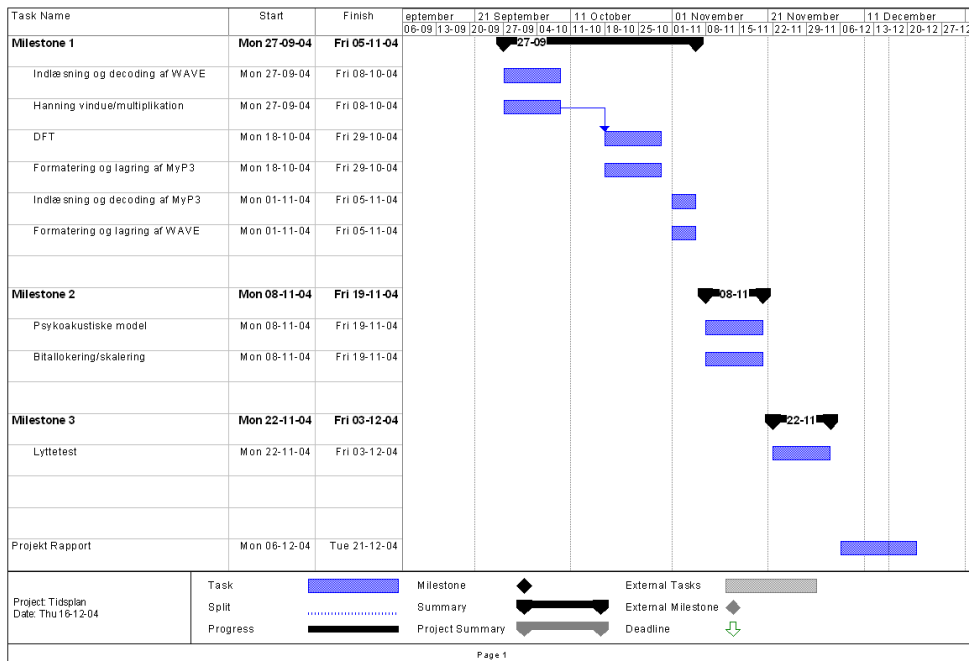 Task Name Start Finish eptember 21 September 11 October 01 November 21 November 11 December
06-09 13-09 20-09 27-09 04-10 11-10 18-10 25-10 01-11 08-11 15-11 22-11 29-11 06-12 13-12 20-12 27-12
Milestone 1 Mon 27-09-04 Fri 05-11-04 27-09
Indlæsning og decoding af WAVE Mon 27-09-04 Fri 08-10-04
Hanning vindue/multiplikation Mon 27-09-04 Fri 08-10-04
DFT Mon 18-10-04 Fri 29-10-04
Formatering og lagring af MyP3 Mon 18-10-04 Fri 29-10-04
Indlæsning og decoding af MyP3 Mon 01-11-04 Fri 05-11-04
Formatering og lagring af WAVE Mon 01-11-04 Fri 05-11-04
Milestone 2 Mon 08-11-04 Fri 19-11-04 08-11
Psykoakustiske model Mon 08-11-04 Fri 19-11-04
Bitallokering/skalering Mon 08-11-04 Fri 19-11-04
Milestone 3 Mon 22-11-04 Fri 03-12-04 22-11
Lyttetest Mon 22-11-04 Fri 03-12-04
Projekt Rapport Mon 06-12-04 Tue 21-12-04
Project: Tidsplan
Date: Thu 16-12-04
Task Milestone External Tasks
Split Summary External Milestone
Progress Project Summary Deadline
Page 1